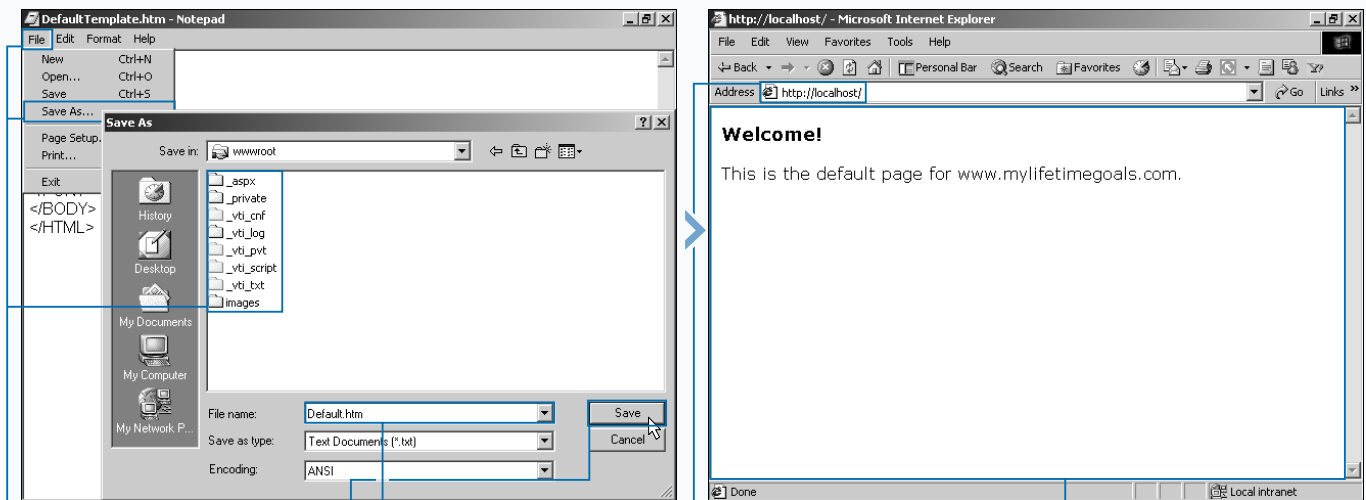 DefaultTemplate.htm - Notepad
File Edit Format Help
New Ctrl+N
Open... Ctrl+O
Save Ctrl+S
Save As...
Page Setup.
Print...
Exit
</BODY>
</HTML>
Save As
Save in: wwwroot
History
Desktop
My Documents
My Computer
My Network P...
_aspx
_private
_vti_cnf
_vti_log
_vti_pvt
_vti_script
_vti_txt
images
File name: Default.htm Save
Save as type: Text Documents (*.txt) Cancel
Encoding: ANSI
http://localhost/ - Microsoft Internet Explorer
File Edit View Favorites Tools Help
Back Personal Bar Search Favorites
Address http://localhost/ Go Links »
Welcome!
This is the default page for www.mylifetimegoals.com.
Done Local intranet